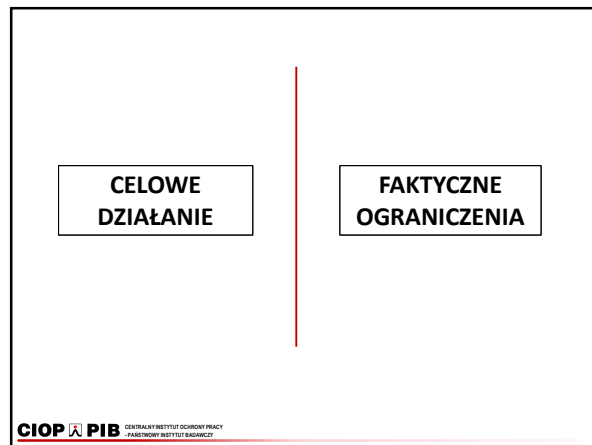 CELOWE
DZIAŁANIE
FAKTYCZNE
OGRANICZENIA
CIOP PIB
CENTRALNY INSTYTUT OCHRONY PRACY
- PAŃSTWOWY INSTYTUT BADAWCZY